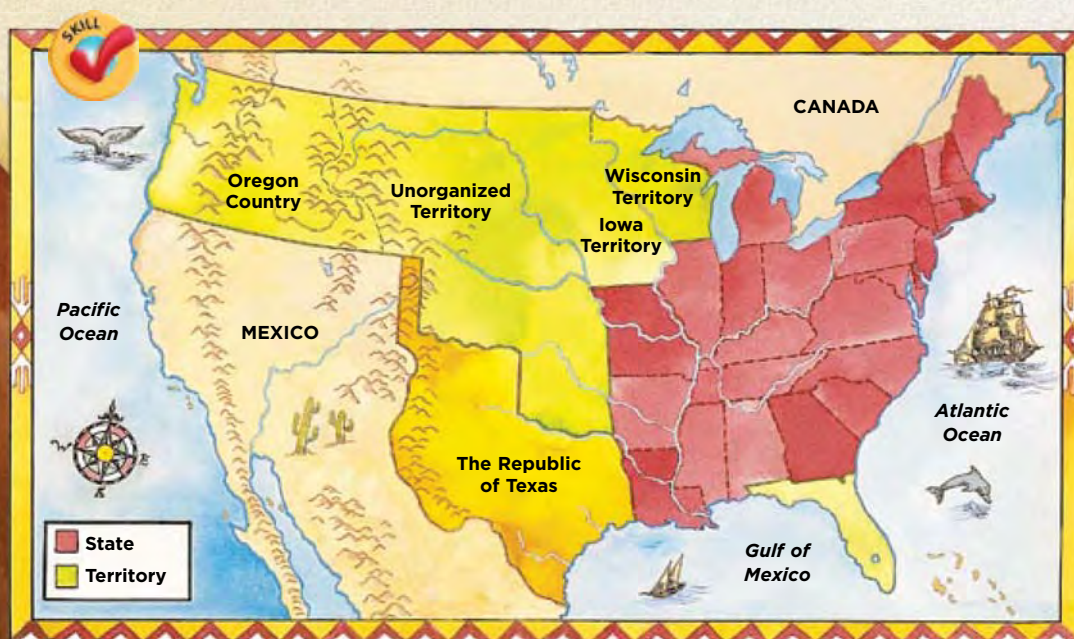 SKILL
CANADA
Oregon
Country
Unorganized
Territory
Wisconsin
Territory
Iowa
Territory
Pacific
Ocean
MEXICO
Atlantic
Ocean
The Republic
of Texas
Gulf of
Mexico
W
E
S
State
Territory